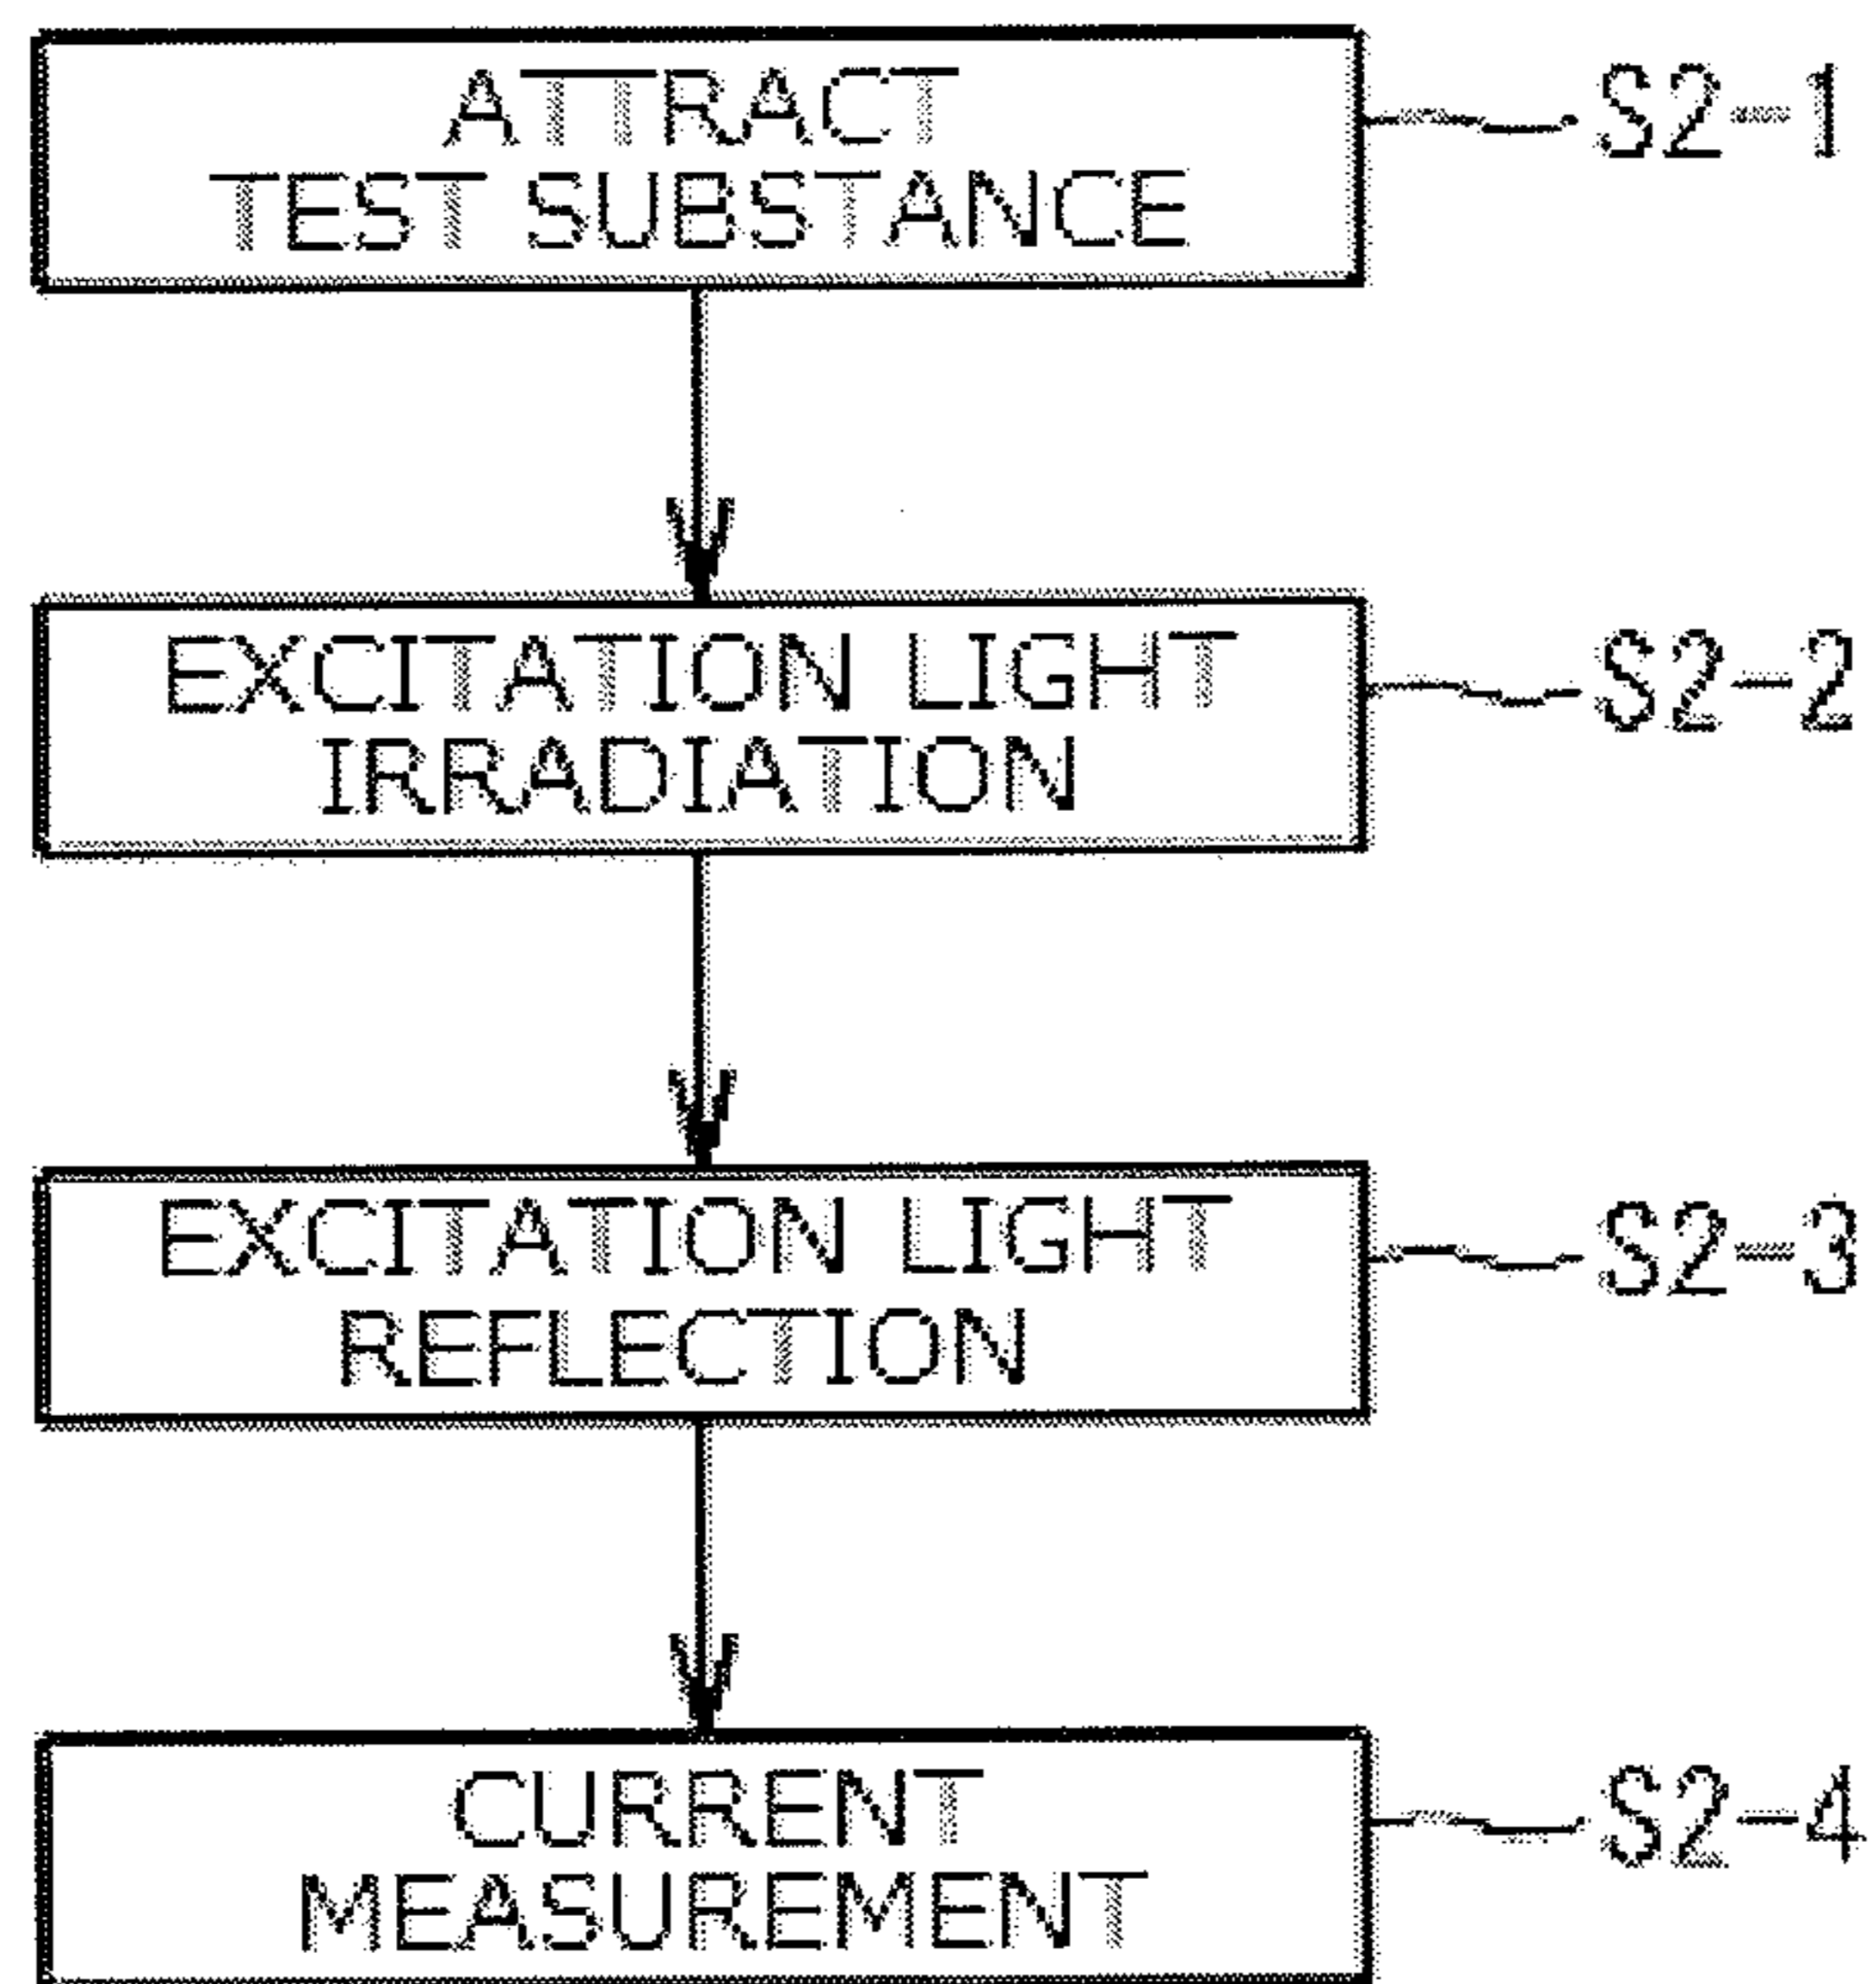 ATTRACT
TEST SUBSTANCE
S2-1
EXCITATION LIGHT
IRRADIATION
S2-2
EXCITATION LIGHT
REFLECTION
S2-3
CURRENT
MEASUREMENT
S2-4